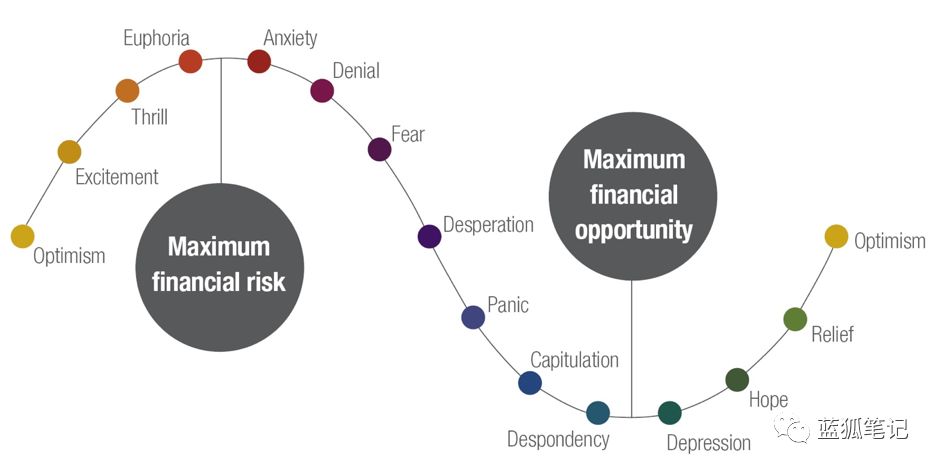 Euphoria
Anxiety
Denial
Thrill
Fear
Excitement
Maximum
financial
opportunity
Desperation
Optimism
Maximum
financial risk
Optimism
Panic
Relief
Capitulation
Hope
Despondency
Depression
蓝狐笔记